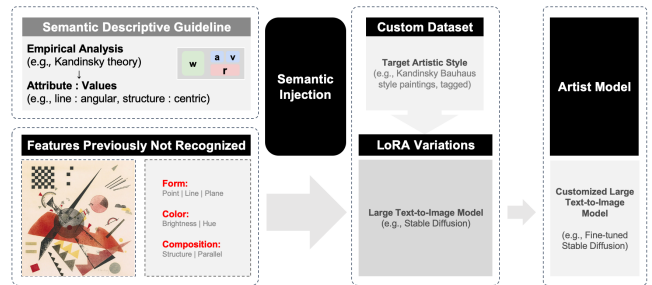 Semantic Descriptive Guideline
Empirical Analysis
(e.g., Kandinsky theory)
↓
Attribute : Values
(e.g., line : angular, structure : centric)
w
a v
r
Features Previously Not Recognized
Form:
Point | Line | Plane
Color:
Brightness | Hue
Composition:
Structure | Parallel
Semantic
Injection
Custom Dataset
Target Artistic Style
(e.g., Kandinsky Bauhaus
style paintings, tagged)
LoRA Variations
Large Text-to-Image Model
(e.g., Stable Diffusion)
Artist Model
Customized Large
Text-to-Image
Model
(e.g., Fine-tuned
Stable Diffusion)